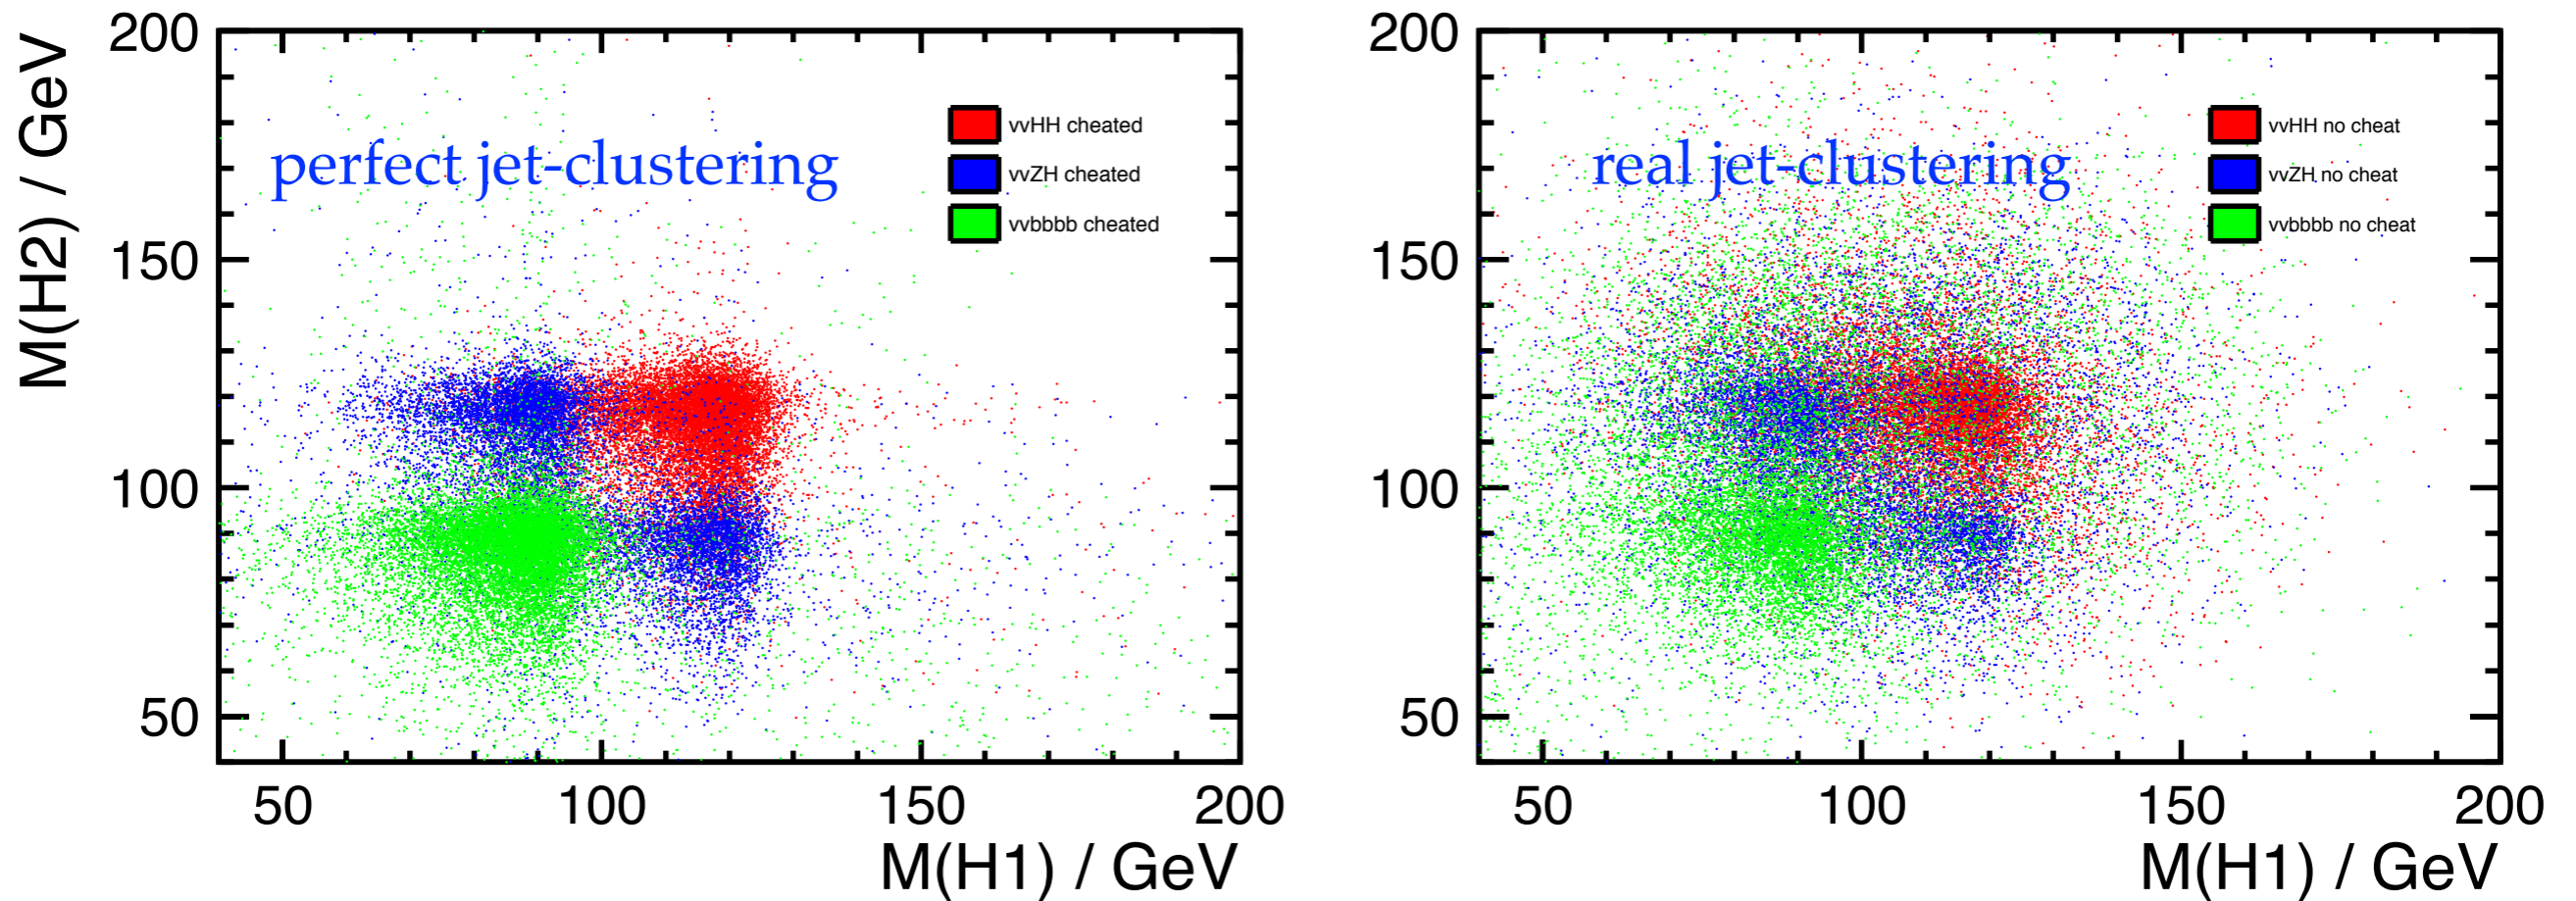 200
150
100
50
M(H2) / GeV
perfect jet-clustering
vvHH cheated
vvZH cheated
vvbbbb cheated
50 100 150 200
M(H1) / GeV
200
150
100
50
real jet-clustering
vvHH no cheat
vvZH no cheat
vvbbbb no cheat
50 100 150 200
M(H1) / GeV